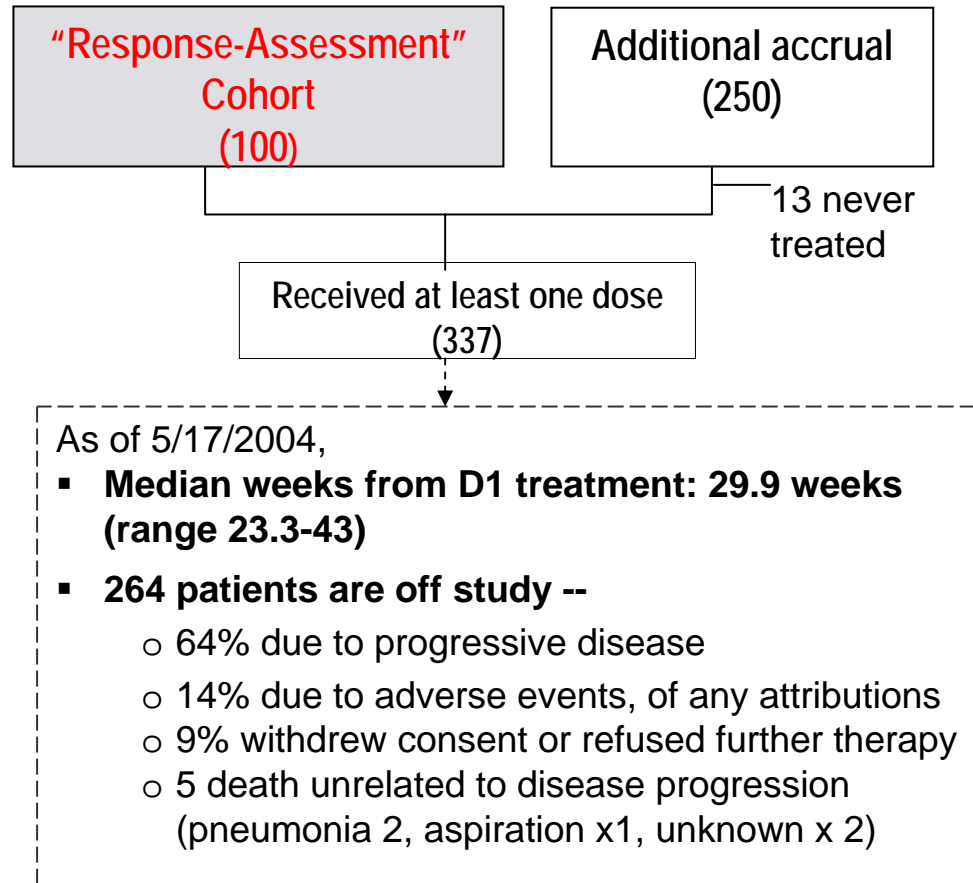 “Response-Assessment”
Cohort
(100)
Additional accrual
(250)
13 never
treated
Received at least one dose
(337)
As of 5/17/2004,
▪ Median weeks from D1 treatment: 29.9 weeks
(range 23.3-43)
▪ 264 patients are off study --
o 64% due to progressive disease
o 14% due to adverse events, of any attributions
o 9% withdrew consent or refused further therapy
o 5 death unrelated to disease progression
(pneumonia 2, aspiration x1, unknown x 2)